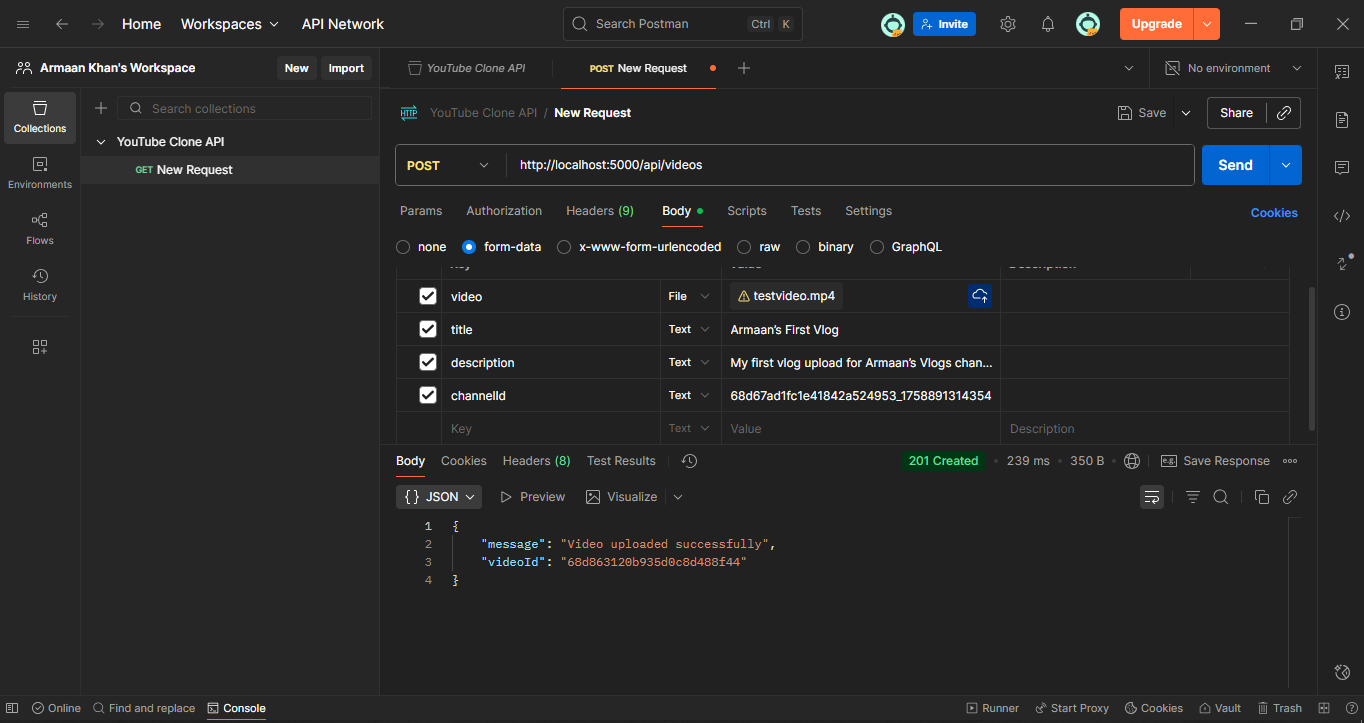 Home Workspaces API Network Search Postman Ctrl K Invite Upgrade
Armaan Khan's Workspace New Import YouTube Clone API POST New Request No environment
Collections
Search collections
YouTube Clone API
GET New Request
Environments
Flows
History
HTTP YouTube Clone API / New Request Save Share
POST http://localhost:5000/api/videos Send
Params Authorization Headers (9) Body Scripts Tests Settings Cookies
none form-data x-www-form-urlencoded raw binary GraphQL
video File testvideo.mp4
title Text Armaan’s First Vlog
description Text My first vlog upload for Armaan’s Vlogs chan...
channelId Text 68d67ad1fc1e41842a524953_1758891314354
Key Text Value Description
Body Cookies Headers (8) Test Results 201 Created 239 ms 350 B e.g. Save Response
{} JSON Preview Visualize
1 {
2 "message": "Video uploaded successfully",
3 "videoId": "68d863120b935d0c8d488f44"
4 }
Online Find and replace Console Runner Start Proxy Cookies Vault Trash